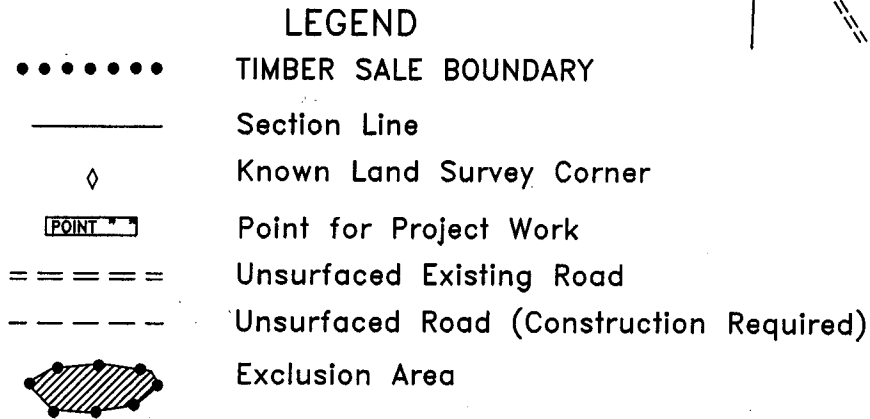 LEGEND
TIMBER SALE BOUNDARY
Section Line
Known Land Survey Corner
POINT " " Point for Project Work
Unsurfaced Existing Road
Unsurfaced Road (Construction Required)
Exclusion Area